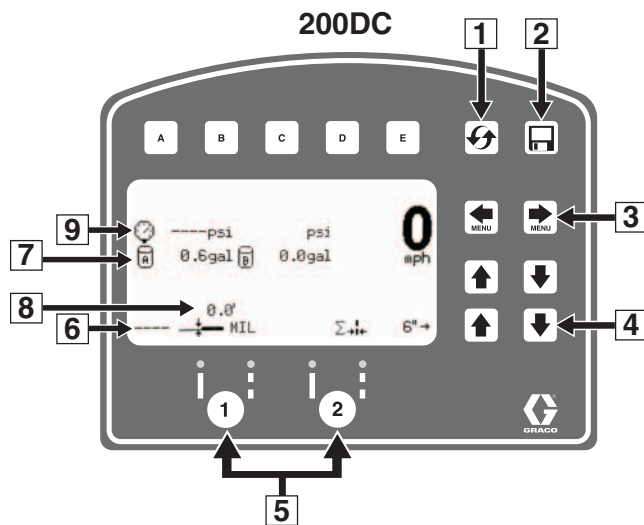 200DC
1 2
A B C D E
9
----psi psi 0
3
MENU MENU
7
A 0.6gal B 0.0gal mph
8
0.0'
6
---- MIL Σ 6"→
4
1 2
GRACO
5